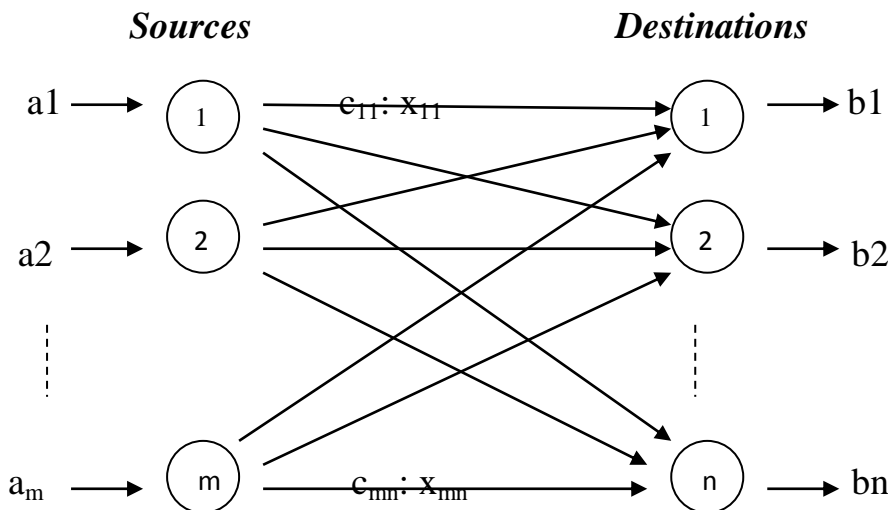 Sources Destinations
a1 1 c₁₁: x₁₁ 1 b1
a2 2 2 b2
aₘ m cₘₙ: xₘₙ n bn